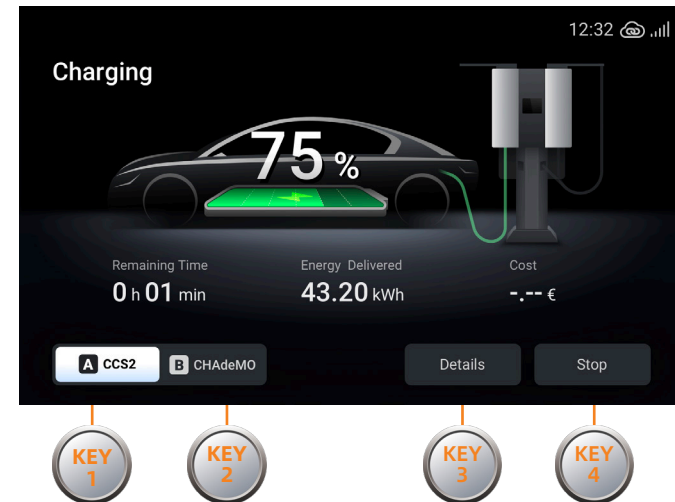 12:32
Charging
75 %
Remaining Time Energy Delivered Cost
0 h 01 min 43.20 kWh -.-- €
A CCS2 B CHAdeMO Details Stop
KEY KEY KEY KEY
1 2 3 4